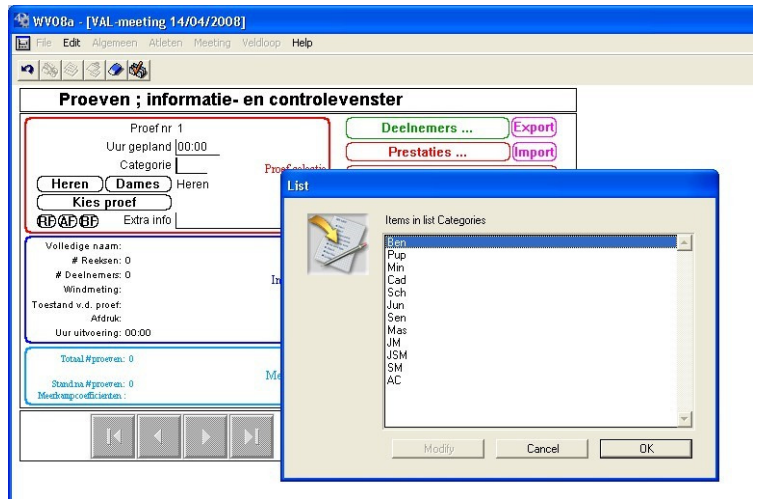 WVO8a - [VAL-meeting 14/04/2008]
File Edit Algemeen Atleten Meeting Veldloop Help
Proeven ; informatie- en controlevenster
Proef nr 1
Uur gepland 00:00
Categorie
Heren Dames Heren
Kies proef
RF AF BF Extra info
Proef selectie
Deelnemers ... Export
Prestaties ... Import
Volledige naam:
# Reeksen: 0
# Deelnemers: 0
Windmeting:
Toestand v.d. proef:
Afdruk:
Uur uitvoering: 00:00
In
Totaal #proeven: 0
Me
Stand na #proeven: 0
Meerkampcoefficienten :
List
Items in list Categories
Ben
Pup
Min
Cad
Sch
Jun
Sen
Mas
JM
JSM
SM
AC
Modify Cancel OK